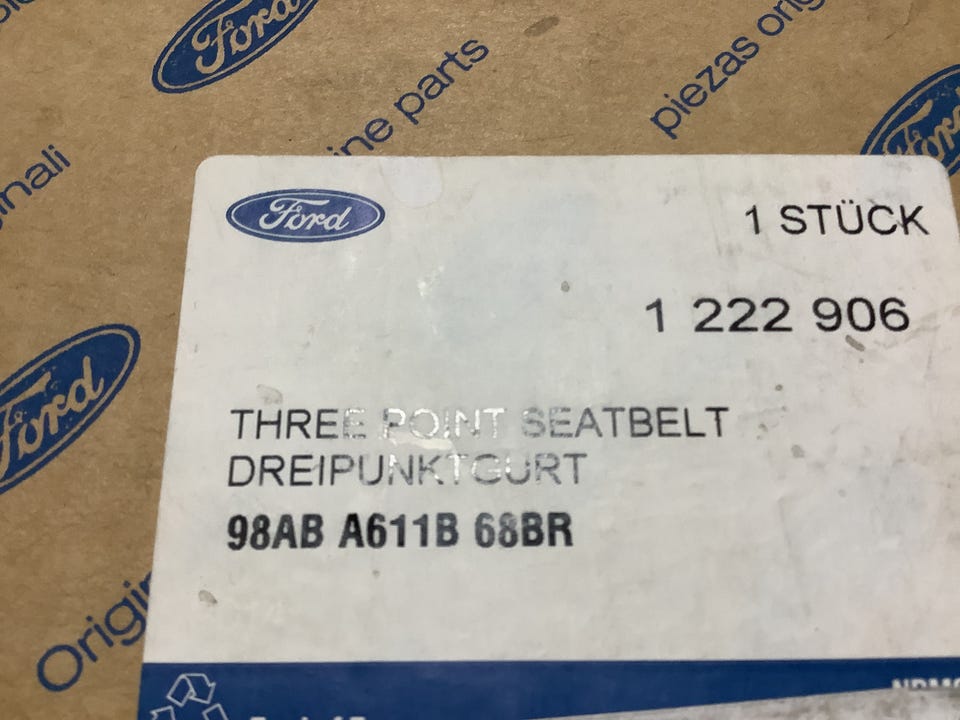 Ford
ine parts
piezas orig
Ford
ginali
Ford
1 STÜCK
1 222 906
Ford
THREE POINT SEATBELT
DREIPUNKTGURT
98AB A611B 68BR
Origi